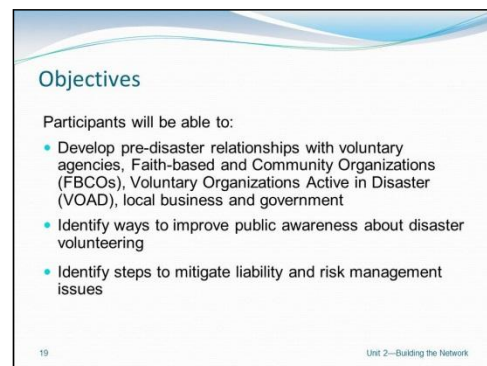 Objectives
Participants will be able to:
• Develop pre-disaster relationships with voluntary
agencies, Faith-based and Community Organizations
(FBCOs), Voluntary Organizations Active in Disaster
(VOAD), local business and government
• Identify ways to improve public awareness about disaster
volunteering
• Identify steps to mitigate liability and risk management
issues
19
Unit 2—Building the Network